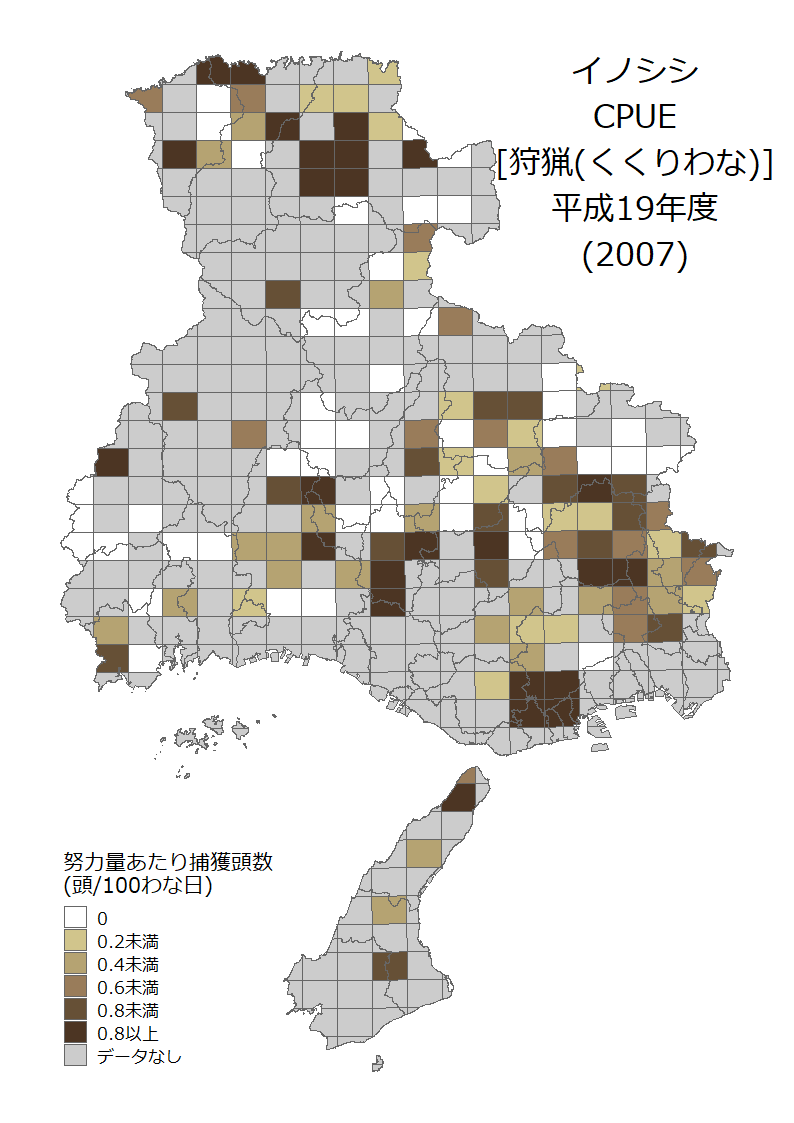 イノシシ
CPUE
[狩猟(くくりわな)]
平成19年度
(2007)
努力量あたり捕獲頭数
(頭/100わな日)
0
0.2未満
0.4未満
0.6未満
0.8未満
0.8以上
データなし